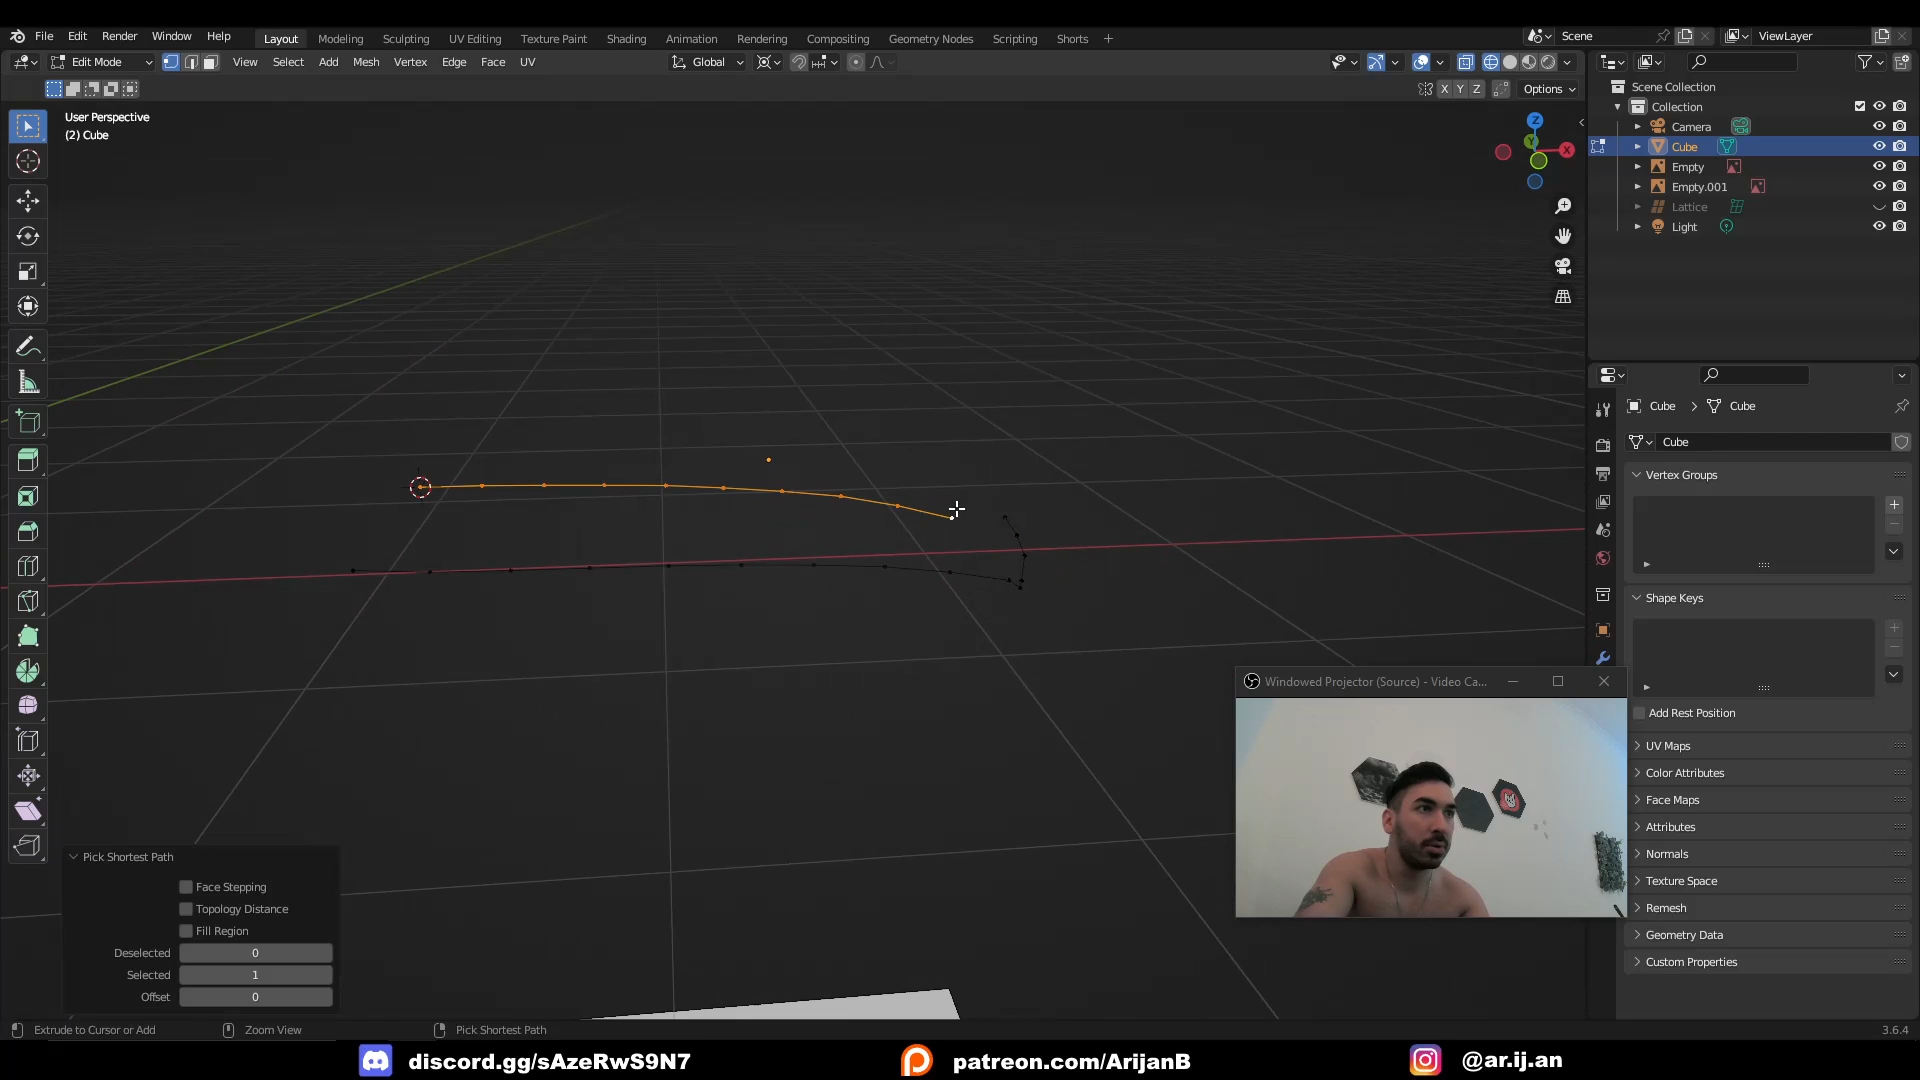 File Edit Render Window Help Layout Modeling Sculpting UV Editing Texture Paint Shading Animation Rendering Compositing Geometry Nodes Scripting Shorts + Scene ViewLayer
Edit Mode View Select Add Mesh Vertex Edge Face UV Global
X Y Z Options
User Perspective
(2) Cube
Z
Y
X
Scene Collection
Collection
Camera
Cube
Empty
Empty.001
Lattice
Light
Cube > Cube
Cube
Vertex Groups
Shape Keys
Add Rest Position
UV Maps
Color Attributes
Face Maps
Attributes
Normals
Texture Space
Remesh
Geometry Data
Custom Properties
Windowed Projector (Source) - Video Ca...
Pick Shortest Path
Face Stepping
Topology Distance
Fill Region
Deselected 0
Selected 1
Offset 0
Extrude to Cursor or Add Zoom View Pick Shortest Path 3.6.4
discord.gg/sAzeRwS9N7 patreon.com/ArijanB @ar.ij.an